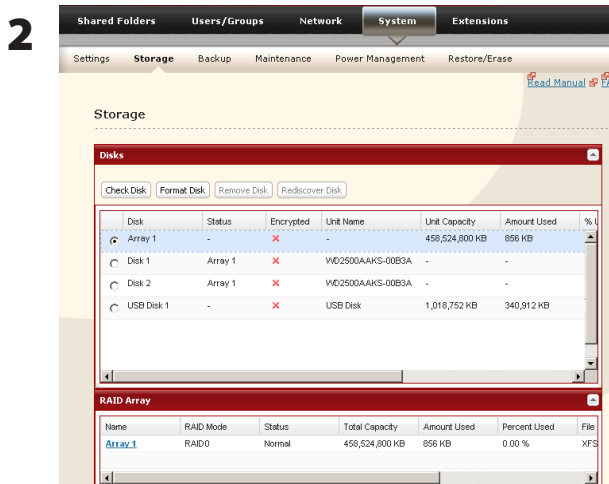 2
Shared Folders Users/Groups Network System Extensions
Settings Storage Backup Maintenance Power Management Restore/Erase
Read Manual
Storage
Disks
Check Disk Format Disk Remove Disk Rediscover Disk
Disk Status Encrypted Unit Name Unit Capacity Amount Used %
Array 1 - - 458,524,800 KB 856 KB
Disk 1 Array 1 WD2500AAKS-00B3A - -
Disk 2 Array 1 WD2500AAKS-00B3A - -
USB Disk 1 - USB Disk 1,018,752 KB 340,912 KB
RAID Array
Name RAID Mode Status Total Capacity Amount Used Percent Used File
Array 1 RAID0 Normal 458,524,800 KB 856 KB 0.00 % XFS